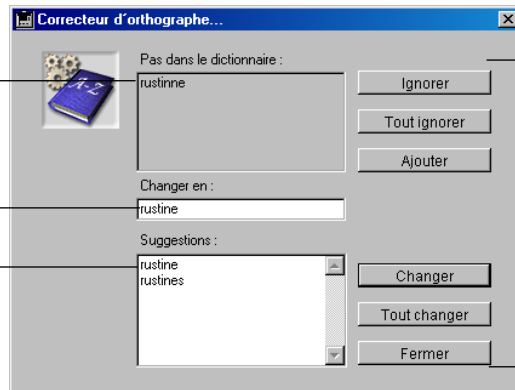 Correcteur d'orthographe...
Pas dans le dictionnaire :
rustinne
Ignorer
Tout ignorer
Ajouter
Changer en :
rustine
Suggestions :
rustine
rustines
Changer
Tout changer
Fermer
A-Z